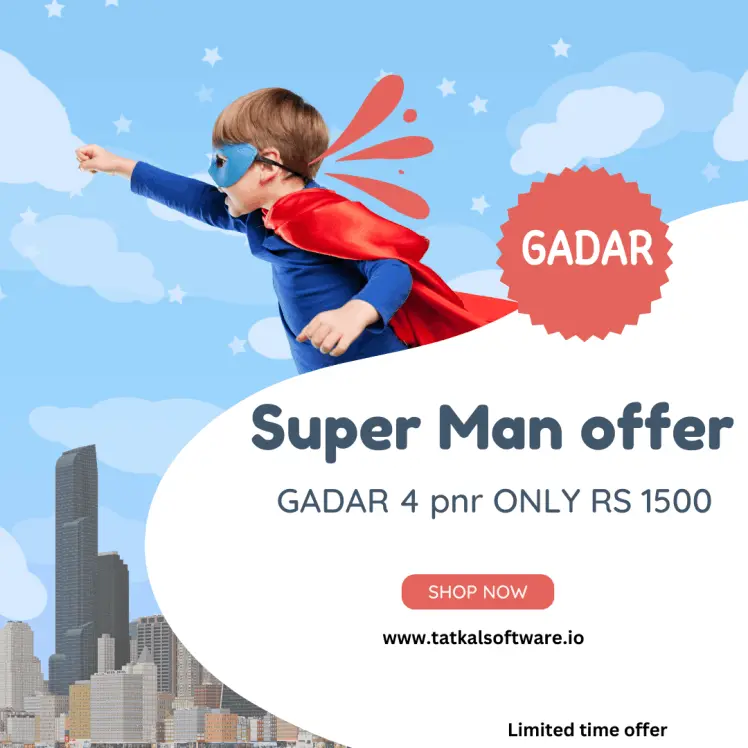 GADAR
Super Man offer
GADAR 4 pnr ONLY RS 1500
SHOP NOW
www.tatkalsoftware.io
Limited time offer